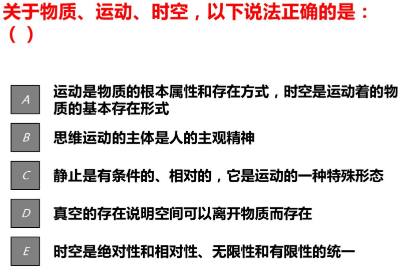 关于物质、运动、时空，以下说法正确的是：
（ ）
A 运动是物质的根本属性和存在方式，时空是运动着的物
质的基本存在形式
B 思维运动的主体是人的主观精神
C 静止是有条件的、相对的，它是运动的一种特殊形态
D 真空的存在说明空间可以离开物质而存在
E 时空是绝对性和相对性、无限性和有限性的统一